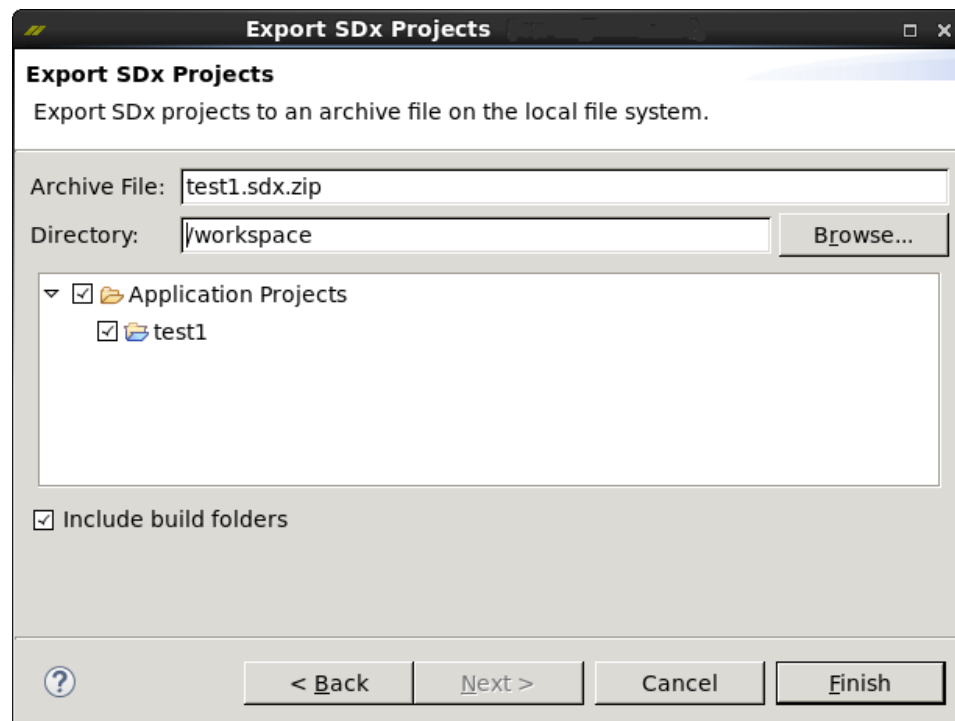 Export SDx Projects
Export SDx Projects
Export SDx projects to an archive file on the local file system.
Archive File: test1.sdx.zip
Directory: /workspace Browse...
Application Projects
test1
Include build folders
? < Back Next > Cancel Finish